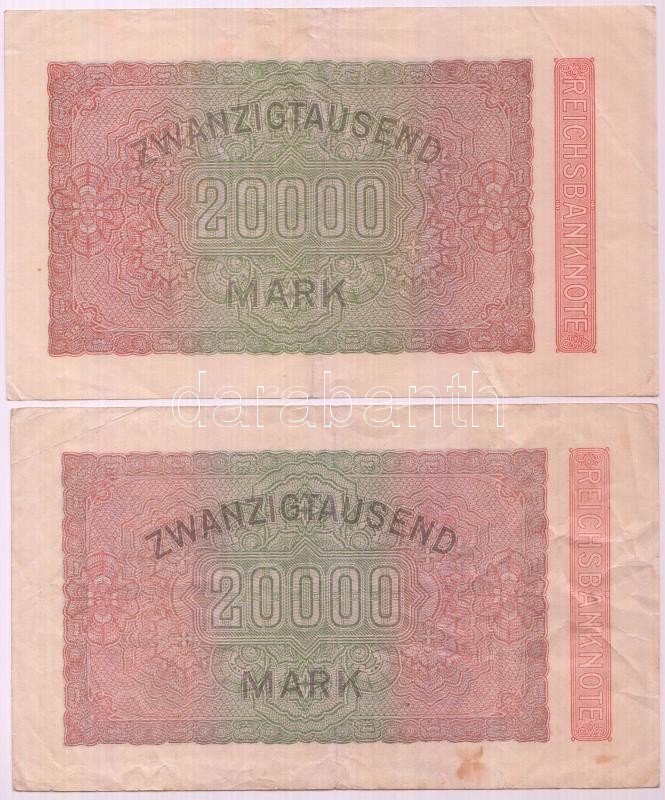 ZWANZIGTAUSEND
20000
MARK
REICHSBANKNOTE
darabanth
ZWANZIGTAUSEND
20000
MARK
REICHSBANKNOTE